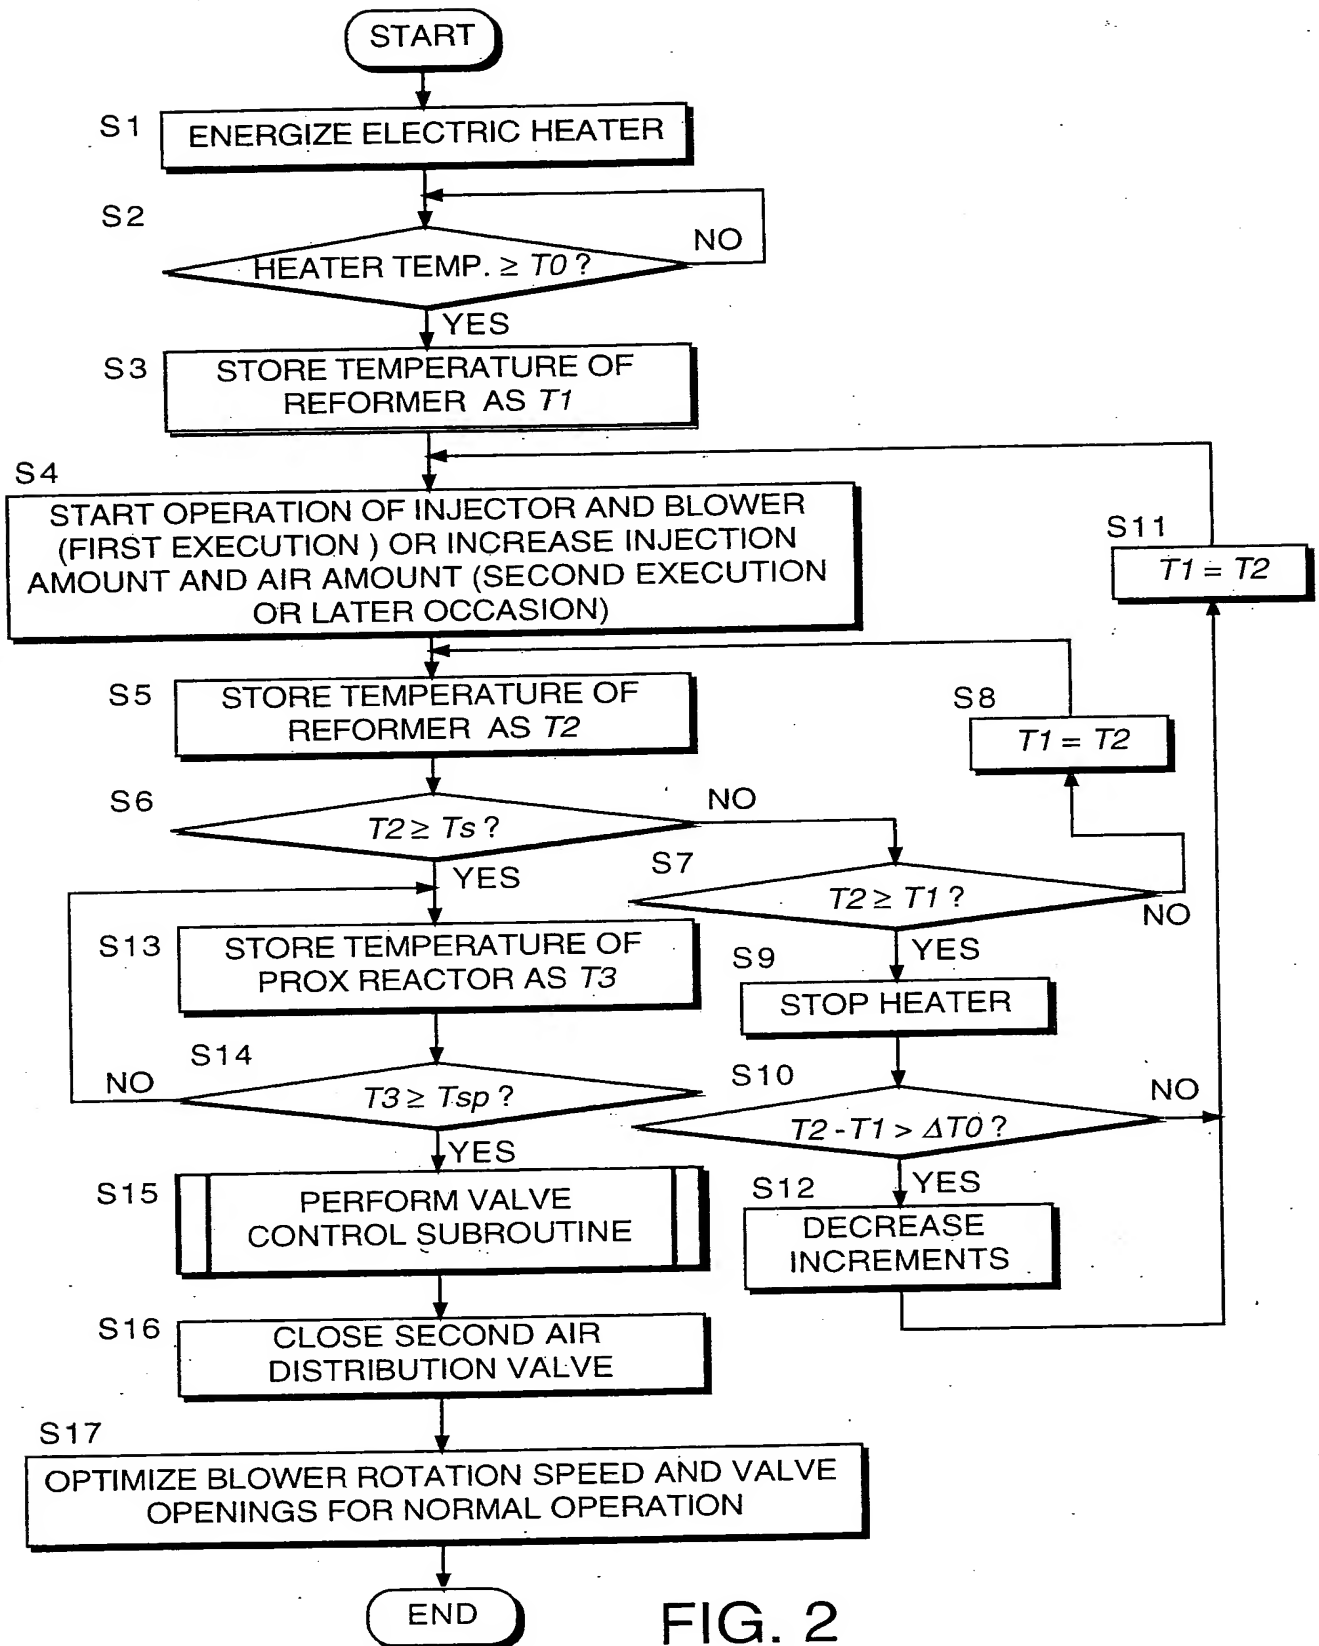 START
S1
ENERGIZE ELECTRIC HEATER
S2
NO
HEATER TEMP. ≥ T0 ?
YES
S3
STORE TEMPERATURE OF
REFORMER AS T1
S4
START OPERATION OF INJECTOR AND BLOWER
(FIRST EXECUTION ) OR INCREASE INJECTION
AMOUNT AND AIR AMOUNT (SECOND EXECUTION
OR LATER OCCASION)
S11
T1 = T2
S5
STORE TEMPERATURE OF
REFORMER AS T2
S8
T1 = T2
S6
T2 ≥ Ts ?
NO
YES
S7
T2 ≥ T1 ?
NO
YES
S13
STORE TEMPERATURE OF
PROX REACTOR AS T3
S9
STOP HEATER
S14
NO
T3 ≥ Tsp ?
YES
S10
NO
T2 - T1 > ΔT0 ?
YES
S15
PERFORM VALVE
CONTROL SUBROUTINE
S12
DECREASE
INCREMENTS
S16
CLOSE SECOND AIR
DISTRIBUTION VALVE
S17
OPTIMIZE BLOWER ROTATION SPEED AND VALVE
OPENINGS FOR NORMAL OPERATION
END
FIG. 2